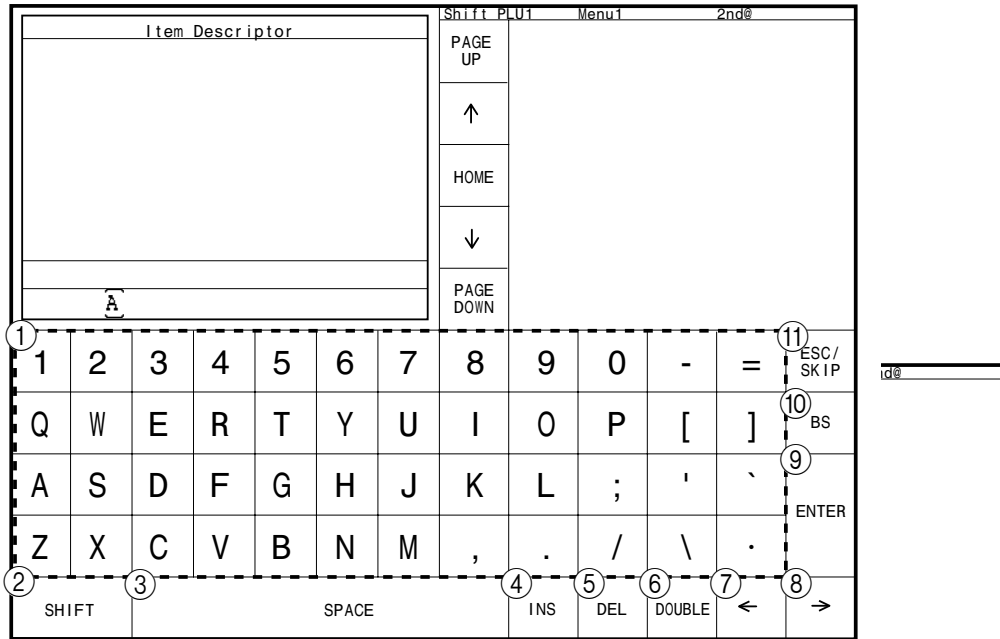 Shift PLU1 Menu1 2nd@
Item Descriptor
PAGE
UP
↑
HOME
↓
PAGE
DOWN
A
① ⑪
1 2 3 4 5 6 7 8 9 0 - = ESC/
SKIP
d@
⑩
Q W E R T Y U I O P [ ] BS
⑨
A S D F G H J K L ; ' `
ENTER
Z X C V B N M , . / \ ·
② ③ ④ ⑤ ⑥ ⑦ ⑧
SHIFT SPACE INS DEL DOUBLE ← →